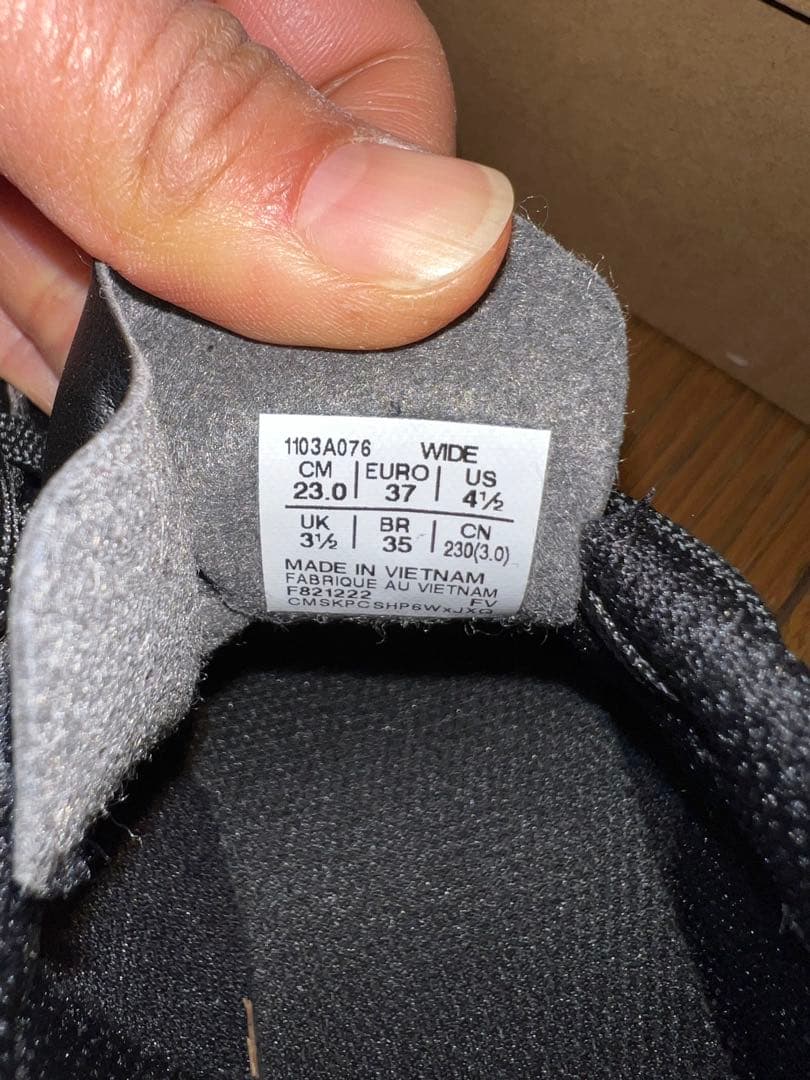 1103A076 WIDE
CM | EURO | US
23.0 | 37 | 4½
UK | BR | CN
3½ | 35 | 230(3.0)
MADE IN VIETNAM
FABRIQUE AU VIETNAM
F821222 FV
CMSKPCSHP6WxJXQ